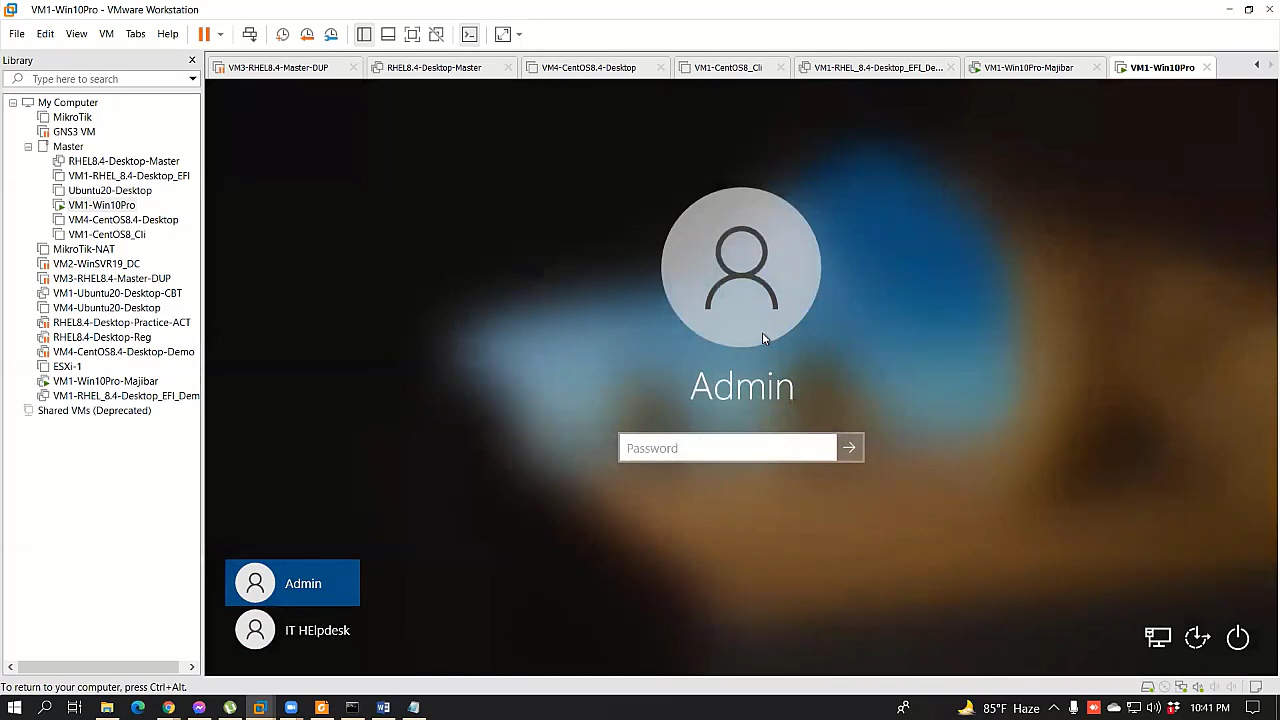 VM1-Win10Pro - VMware Workstation
File Edit View VM Tabs Help
Library
Type here to search
My Computer
MikroTik
GNS3 VM
Master
RHEL8.4-Desktop-Master
VM1-RHEL_8.4-Desktop_EFI
Ubuntu20-Desktop
VM1-Win10Pro
VM4-CentOS8.4-Desktop
VM1-CentOS8_Cli
MikroTik-NAT
VM2-WinSVR19_DC
VM3-RHEL8.4-Master-DUP
VM1-Ubuntu20-Desktop-CBT
VM4-Ubuntu20-Desktop
RHEL8.4-Desktop-Practice-ACT
RHEL8.4-Desktop-Reg
VM4-CentOS8.4-Desktop-Demo
ESXi-1
VM1-Win10Pro-Majibar
VM1-RHEL_8.4-Desktop_EFI_Dem
Shared VMs (Deprecated)
VM3-RHEL8.4-Master-DUP
RHEL8.4-Desktop-Master
VM4-CentOS8.4-Desktop
VM1-CentOS8_Cli
VM1-RHEL_8.4-Desktop_EFI_De...
VM1-Win10Pro-Majibar
VM1-Win10Pro
Admin
Password
Admin
IT HElpdesk
To return to your computer, press Ctrl+Alt.
85°F Haze
10:41 PM